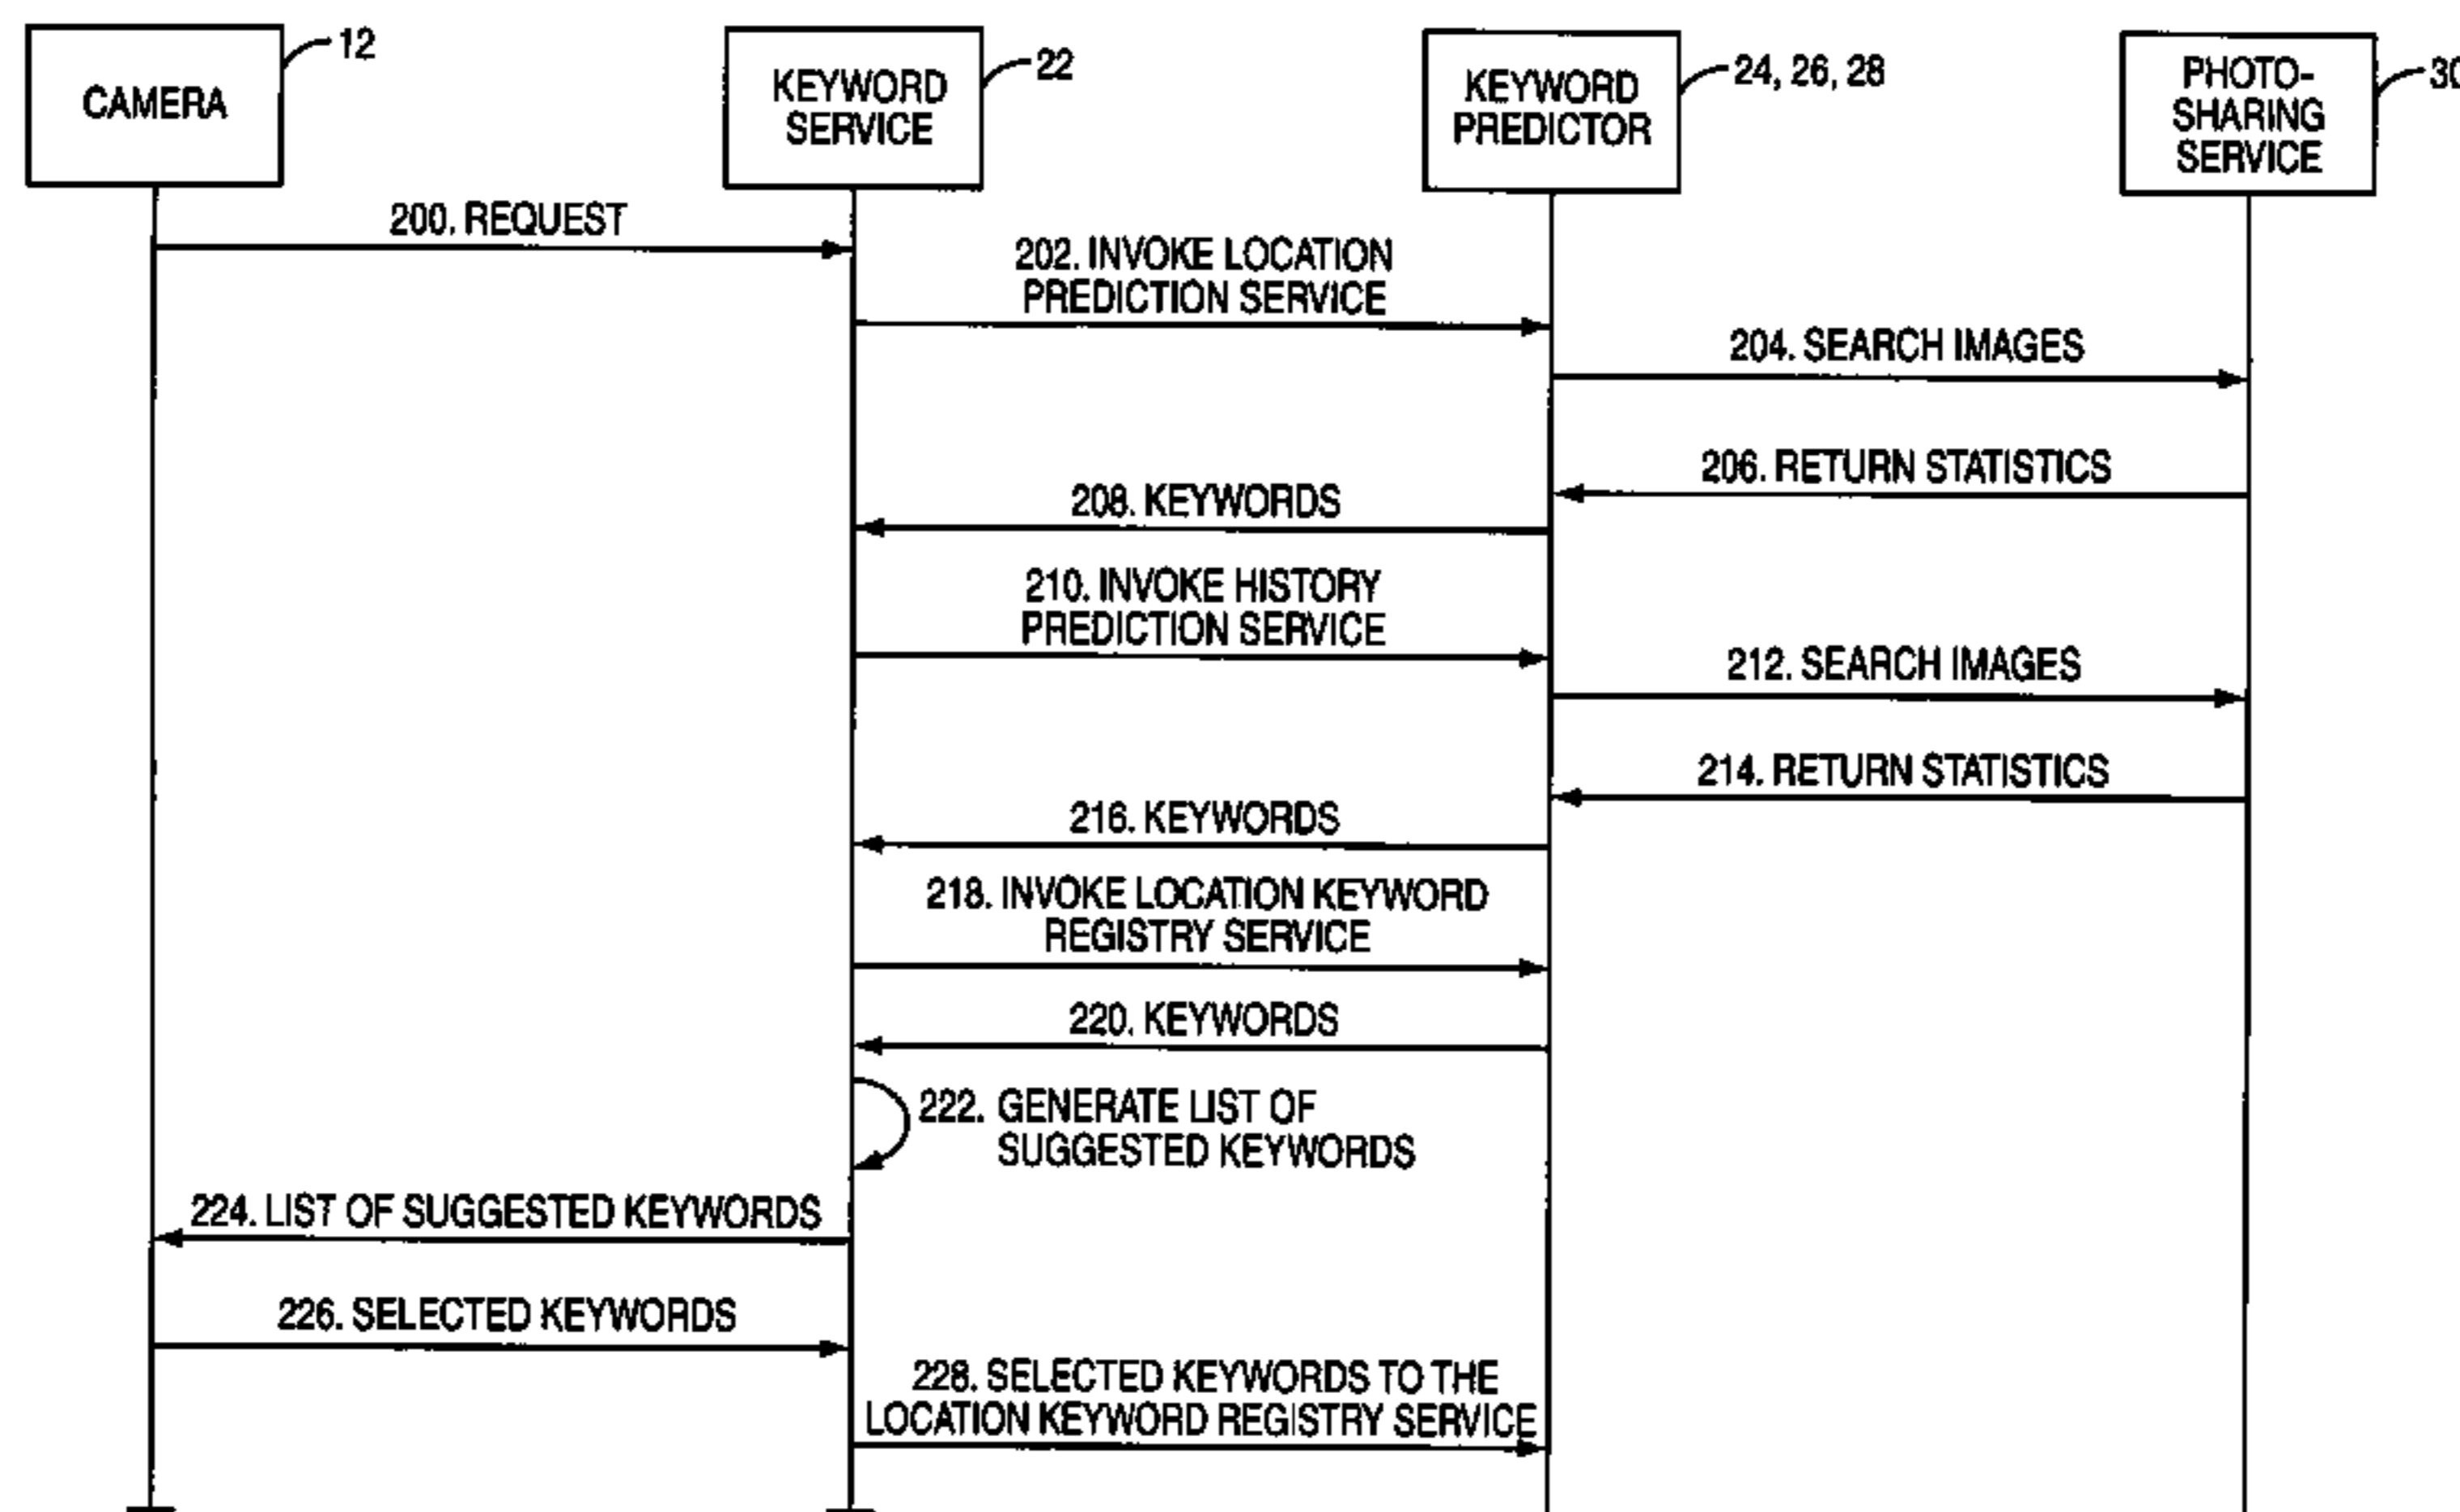 CAMERA
12
KEYWORD
SERVICE
22
KEYWORD
PREDICTOR
24, 26, 28
PHOTO-
SHARING
SERVICE
30
200. REQUEST
202. INVOKE LOCATION
PREDICTION SERVICE
204. SEARCH IMAGES
206. RETURN STATISTICS
208. KEYWORDS
210. INVOKE HISTORY
PREDICTION SERVICE
212. SEARCH IMAGES
214. RETURN STATISTICS
216. KEYWORDS
218. INVOKE LOCATION KEYWORD
REGISTRY SERVICE
220. KEYWORDS
222. GENERATE LIST OF
SUGGESTED KEYWORDS
224. LIST OF SUGGESTED KEYWORDS
226. SELECTED KEYWORDS
228. SELECTED KEYWORDS TO THE
LOCATION KEYWORD REGISTRY SERVICE